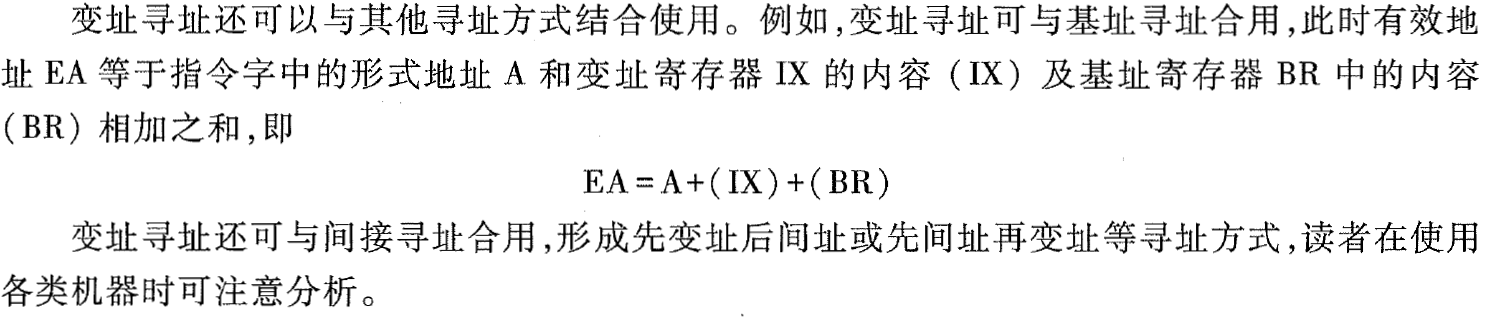 变址寻址还可以与其他寻址方式结合使用。例如,变址寻址可与基址寻址合用,此时有效地
址 EA 等于指令字中的形式地址 A 和变址寄存器 IX 的内容 (IX) 及基址寄存器 BR 中的内容
(BR) 相加之和,即
EA=A+(IX)+(BR)
变址寻址还可与间接寻址合用,形成先变址后间址或先间址再变址等寻址方式,读者在使用
各类机器时可注意分析。